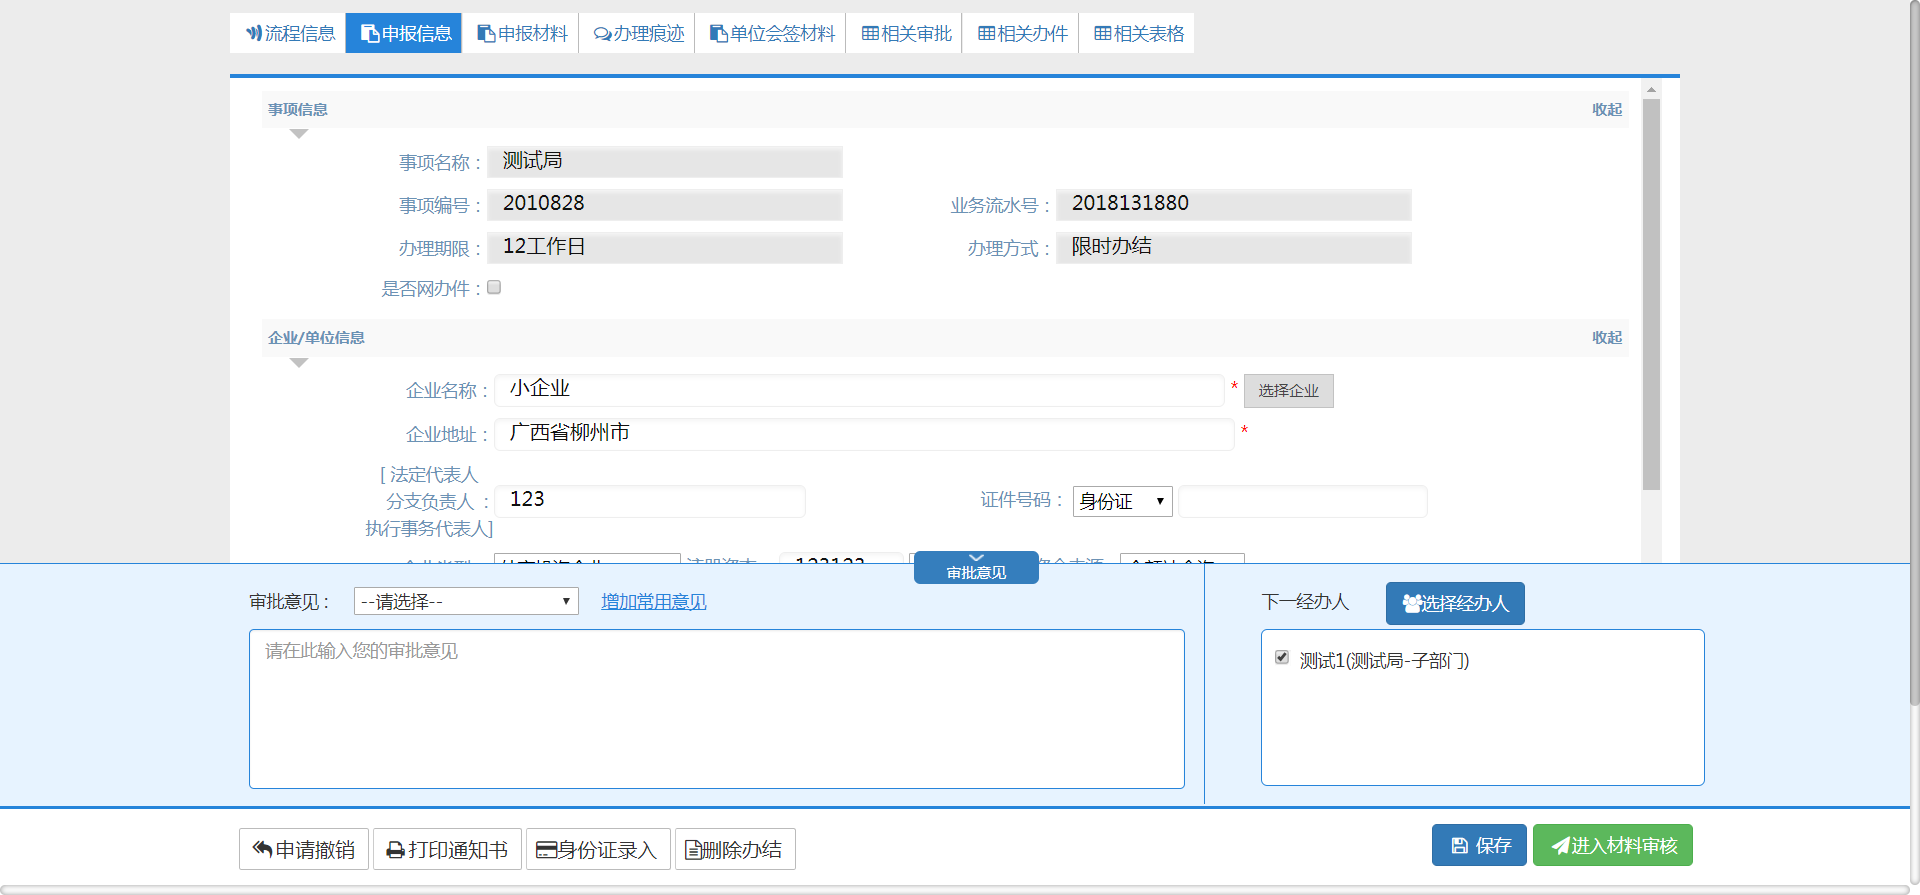 流程信息 申报信息 申报材料 办理痕迹 单位会签材料 相关审批 相关办件 相关表格
事项信息 收起
事项名称： 测试局
事项编号： 2010828 业务流水号： 2018131880
办理期限： 12工作日 办理方式： 限时办结
是否网办件：
企业/单位信息 收起
企业名称： 小企业 * 选择企业
企业地址： 广西省柳州市 *
[ 法定代表人
分支负责人 ： 123 证件号码： 身份证
执行事务代表人]
审批意见
审批意见： --请选择-- 增加常用意见 下一经办人 选择经办人
请在此输入您的审批意见
测试1(测试局-子部门)
申请撤销 打印通知书 身份证录入 删除办结 保存 进入材料审核